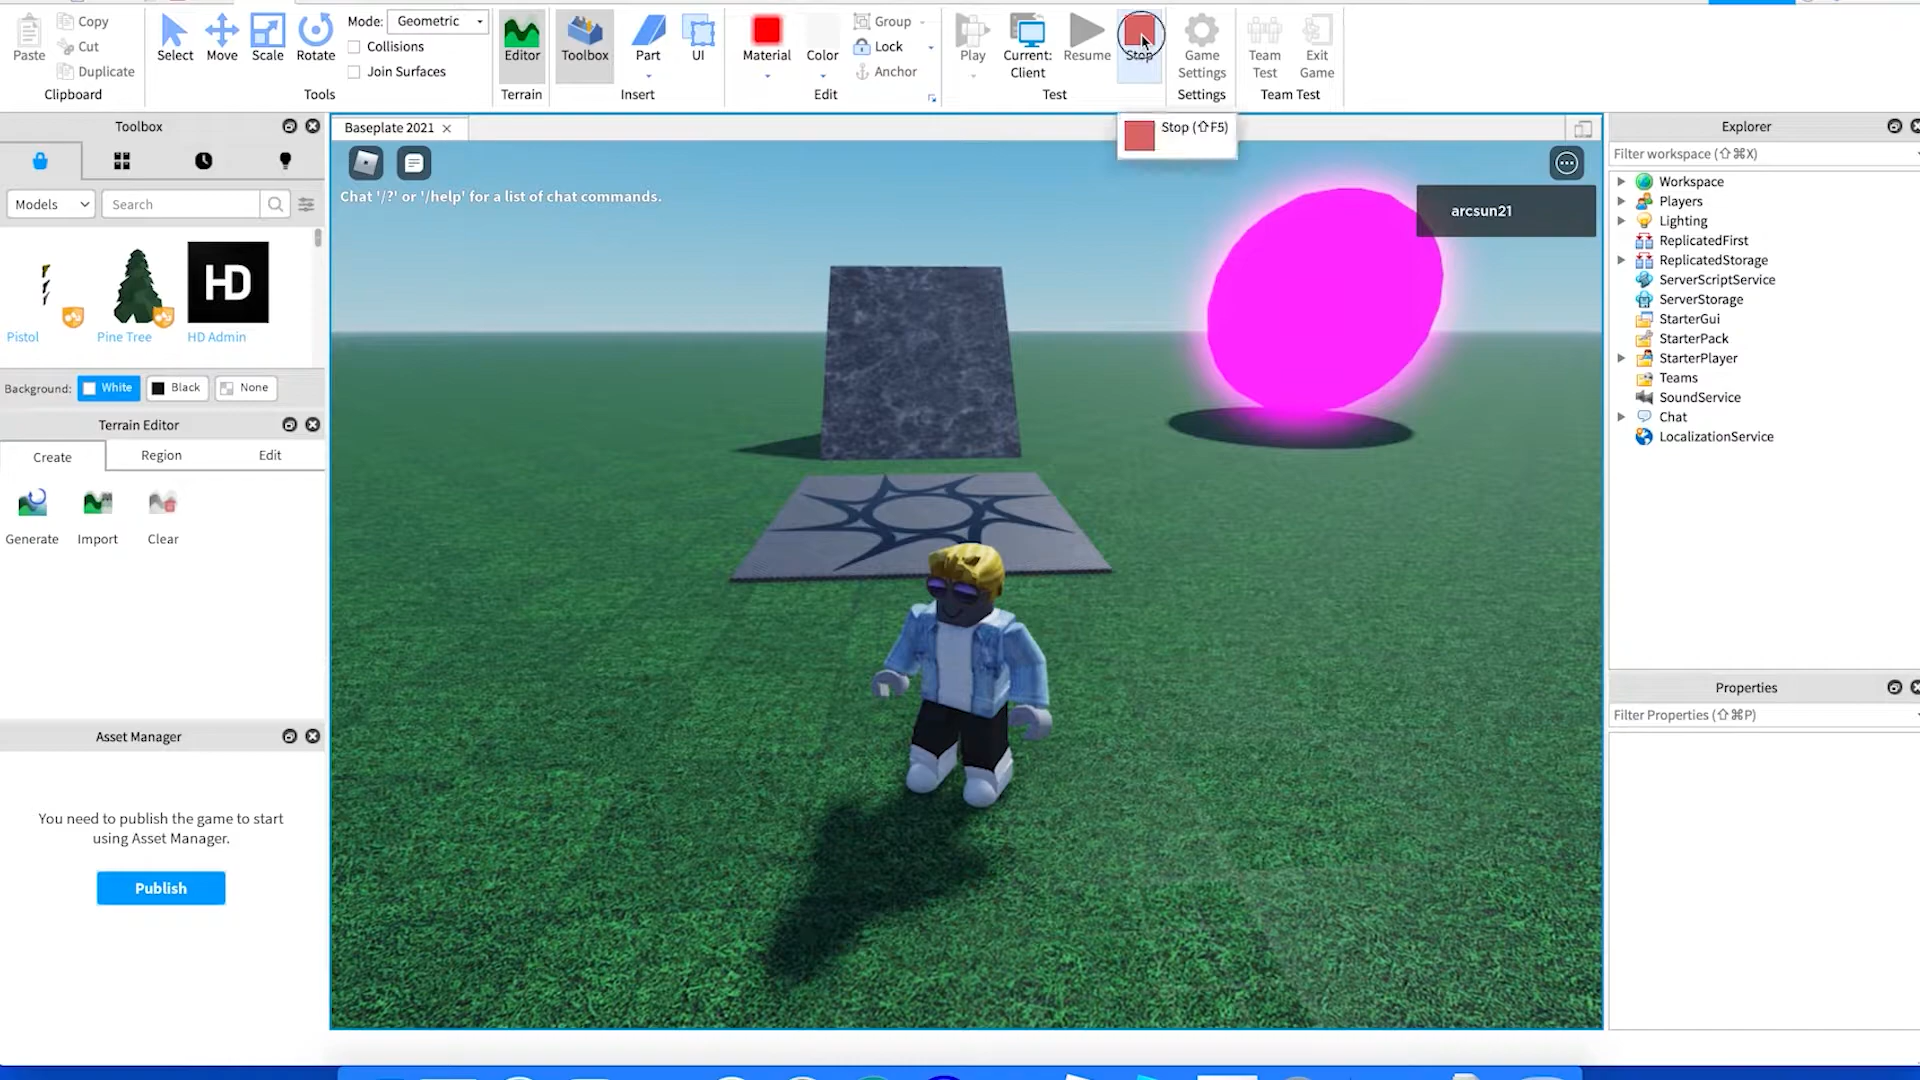 Paste
Copy
Cut
Duplicate
Clipboard
Select
Move
Scale
Rotate
Mode: Geometric
Collisions
Join Surfaces
Tools
Editor
Terrain
Toolbox
Part
UI
Insert
Material
Color
Group
Lock
Anchor
Edit
Play
Current:
Client
Resume
Stop
Test
Game
Settings
Settings
Team
Test
Exit
Game
Team Test
Stop (⇧F5)
Toolbox
Models
Search
HD
Pistol
Pine Tree
HD Admin
Background:
White
Black
None
Terrain Editor
Create
Region
Edit
Generate
Import
Clear
Asset Manager
You need to publish the game to start
using Asset Manager.
Publish
Baseplate 2021
Chat '/?' or '/help' for a list of chat commands.
arcsun21
Explorer
Filter workspace (⇧⌘X)
Workspace
Players
Lighting
ReplicatedFirst
ReplicatedStorage
ServerScriptService
ServerStorage
StarterGui
StarterPack
StarterPlayer
Teams
SoundService
Chat
LocalizationService
Properties
Filter Properties (⇧⌘P)